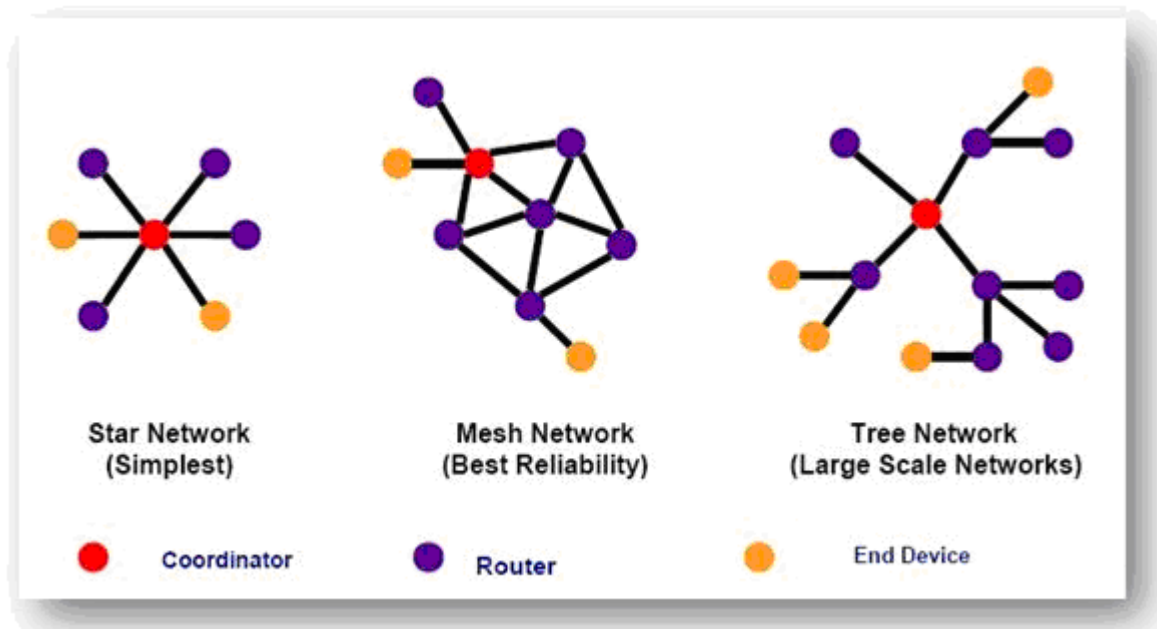 Star Network
(Simplest)
Mesh Network
(Best Reliability)
Tree Network
(Large Scale Networks)
Coordinator
Router
End Device